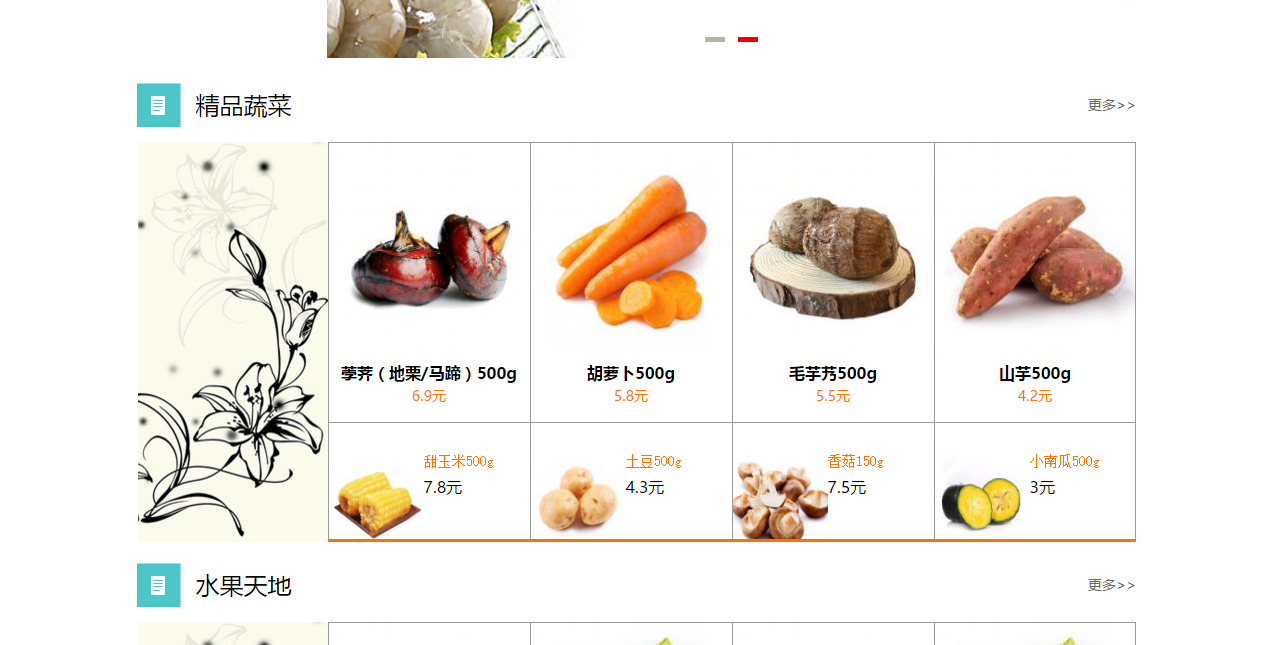 精品蔬菜
更多>>
荸荠（地栗/马蹄）500g
6.9元
胡萝卜500g
5.8元
毛芋艿500g
5.5元
山芋500g
4.2元
甜玉米500g
7.8元
土豆500g
4.3元
香菇150g
7.5元
小南瓜500g
3元
水果天地
更多>>